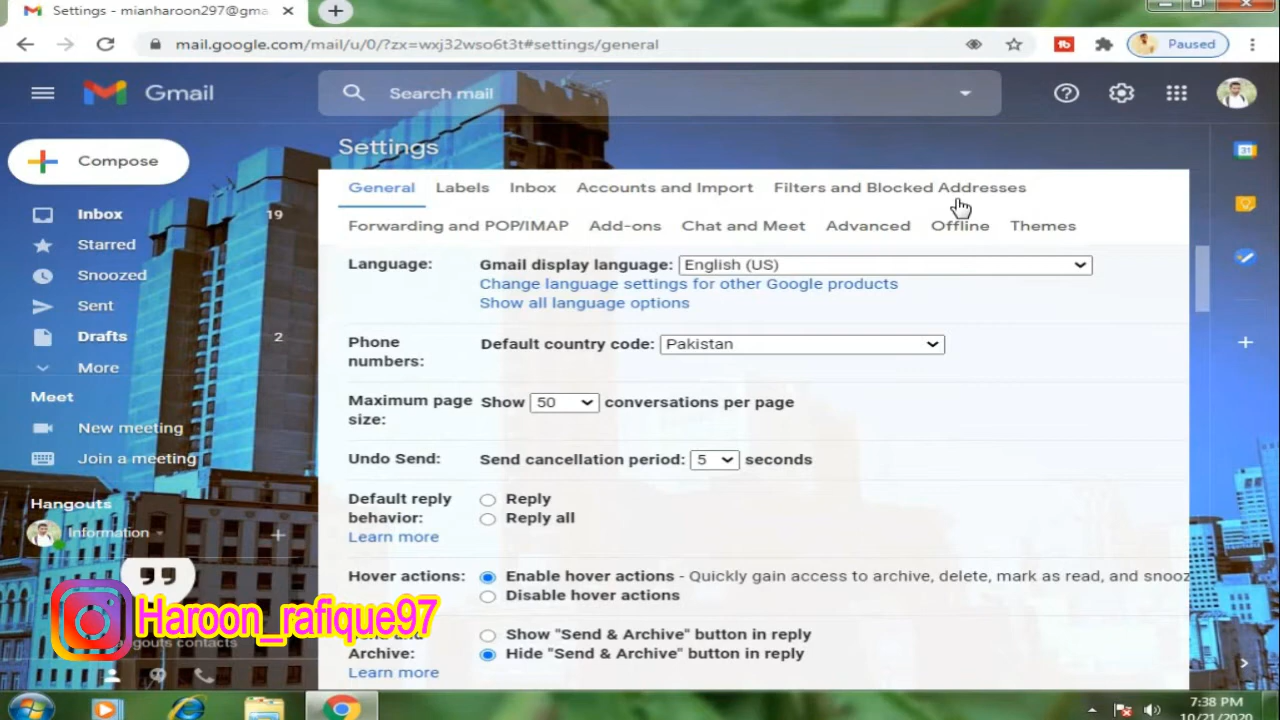 Settings - mianharoon297@gma
mail.google.com/mail/u/0/?zx=wxj32wso6t3t#settings/general
Paused
Gmail
Search mail
Compose
Inbox 19
Starred
Snoozed
Sent
Drafts 2
More
Meet
New meeting
Join a meeting
Hangouts
Information
Settings
General Labels Inbox Accounts and Import Filters and Blocked Addresses
Forwarding and POP/IMAP Add-ons Chat and Meet Advanced Offline Themes
Language: Gmail display language: English (US)
Change language settings for other Google products
Show all language options
Phone numbers: Default country code: Pakistan
Maximum page size: Show 50 conversations per page
Undo Send: Send cancellation period: 5 seconds
Default reply behavior: Reply
Reply all
Learn more
Hover actions: Enable hover actions - Quickly gain access to archive, delete, mark as read, and snooz
Disable hover actions
Archive: Show "Send & Archive" button in reply
Hide "Send & Archive" button in reply
Learn more
Haroon_rafique97
contacts
31
7:38 PM
10/21/2020